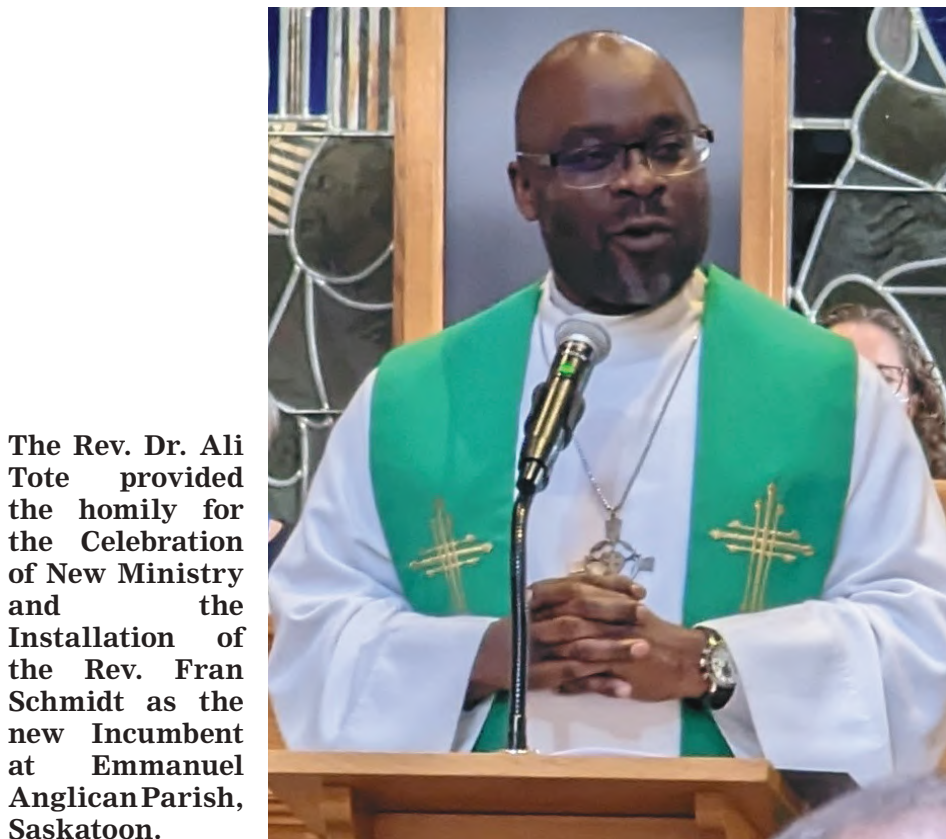 The Rev. Dr. Ali
Tote provided
the homily for
the Celebration
of New Ministry
and the
Installation of
the Rev. Fran
Schmidt as the
new Incumbent
at Emmanuel
Anglican Parish,
Saskatoon.